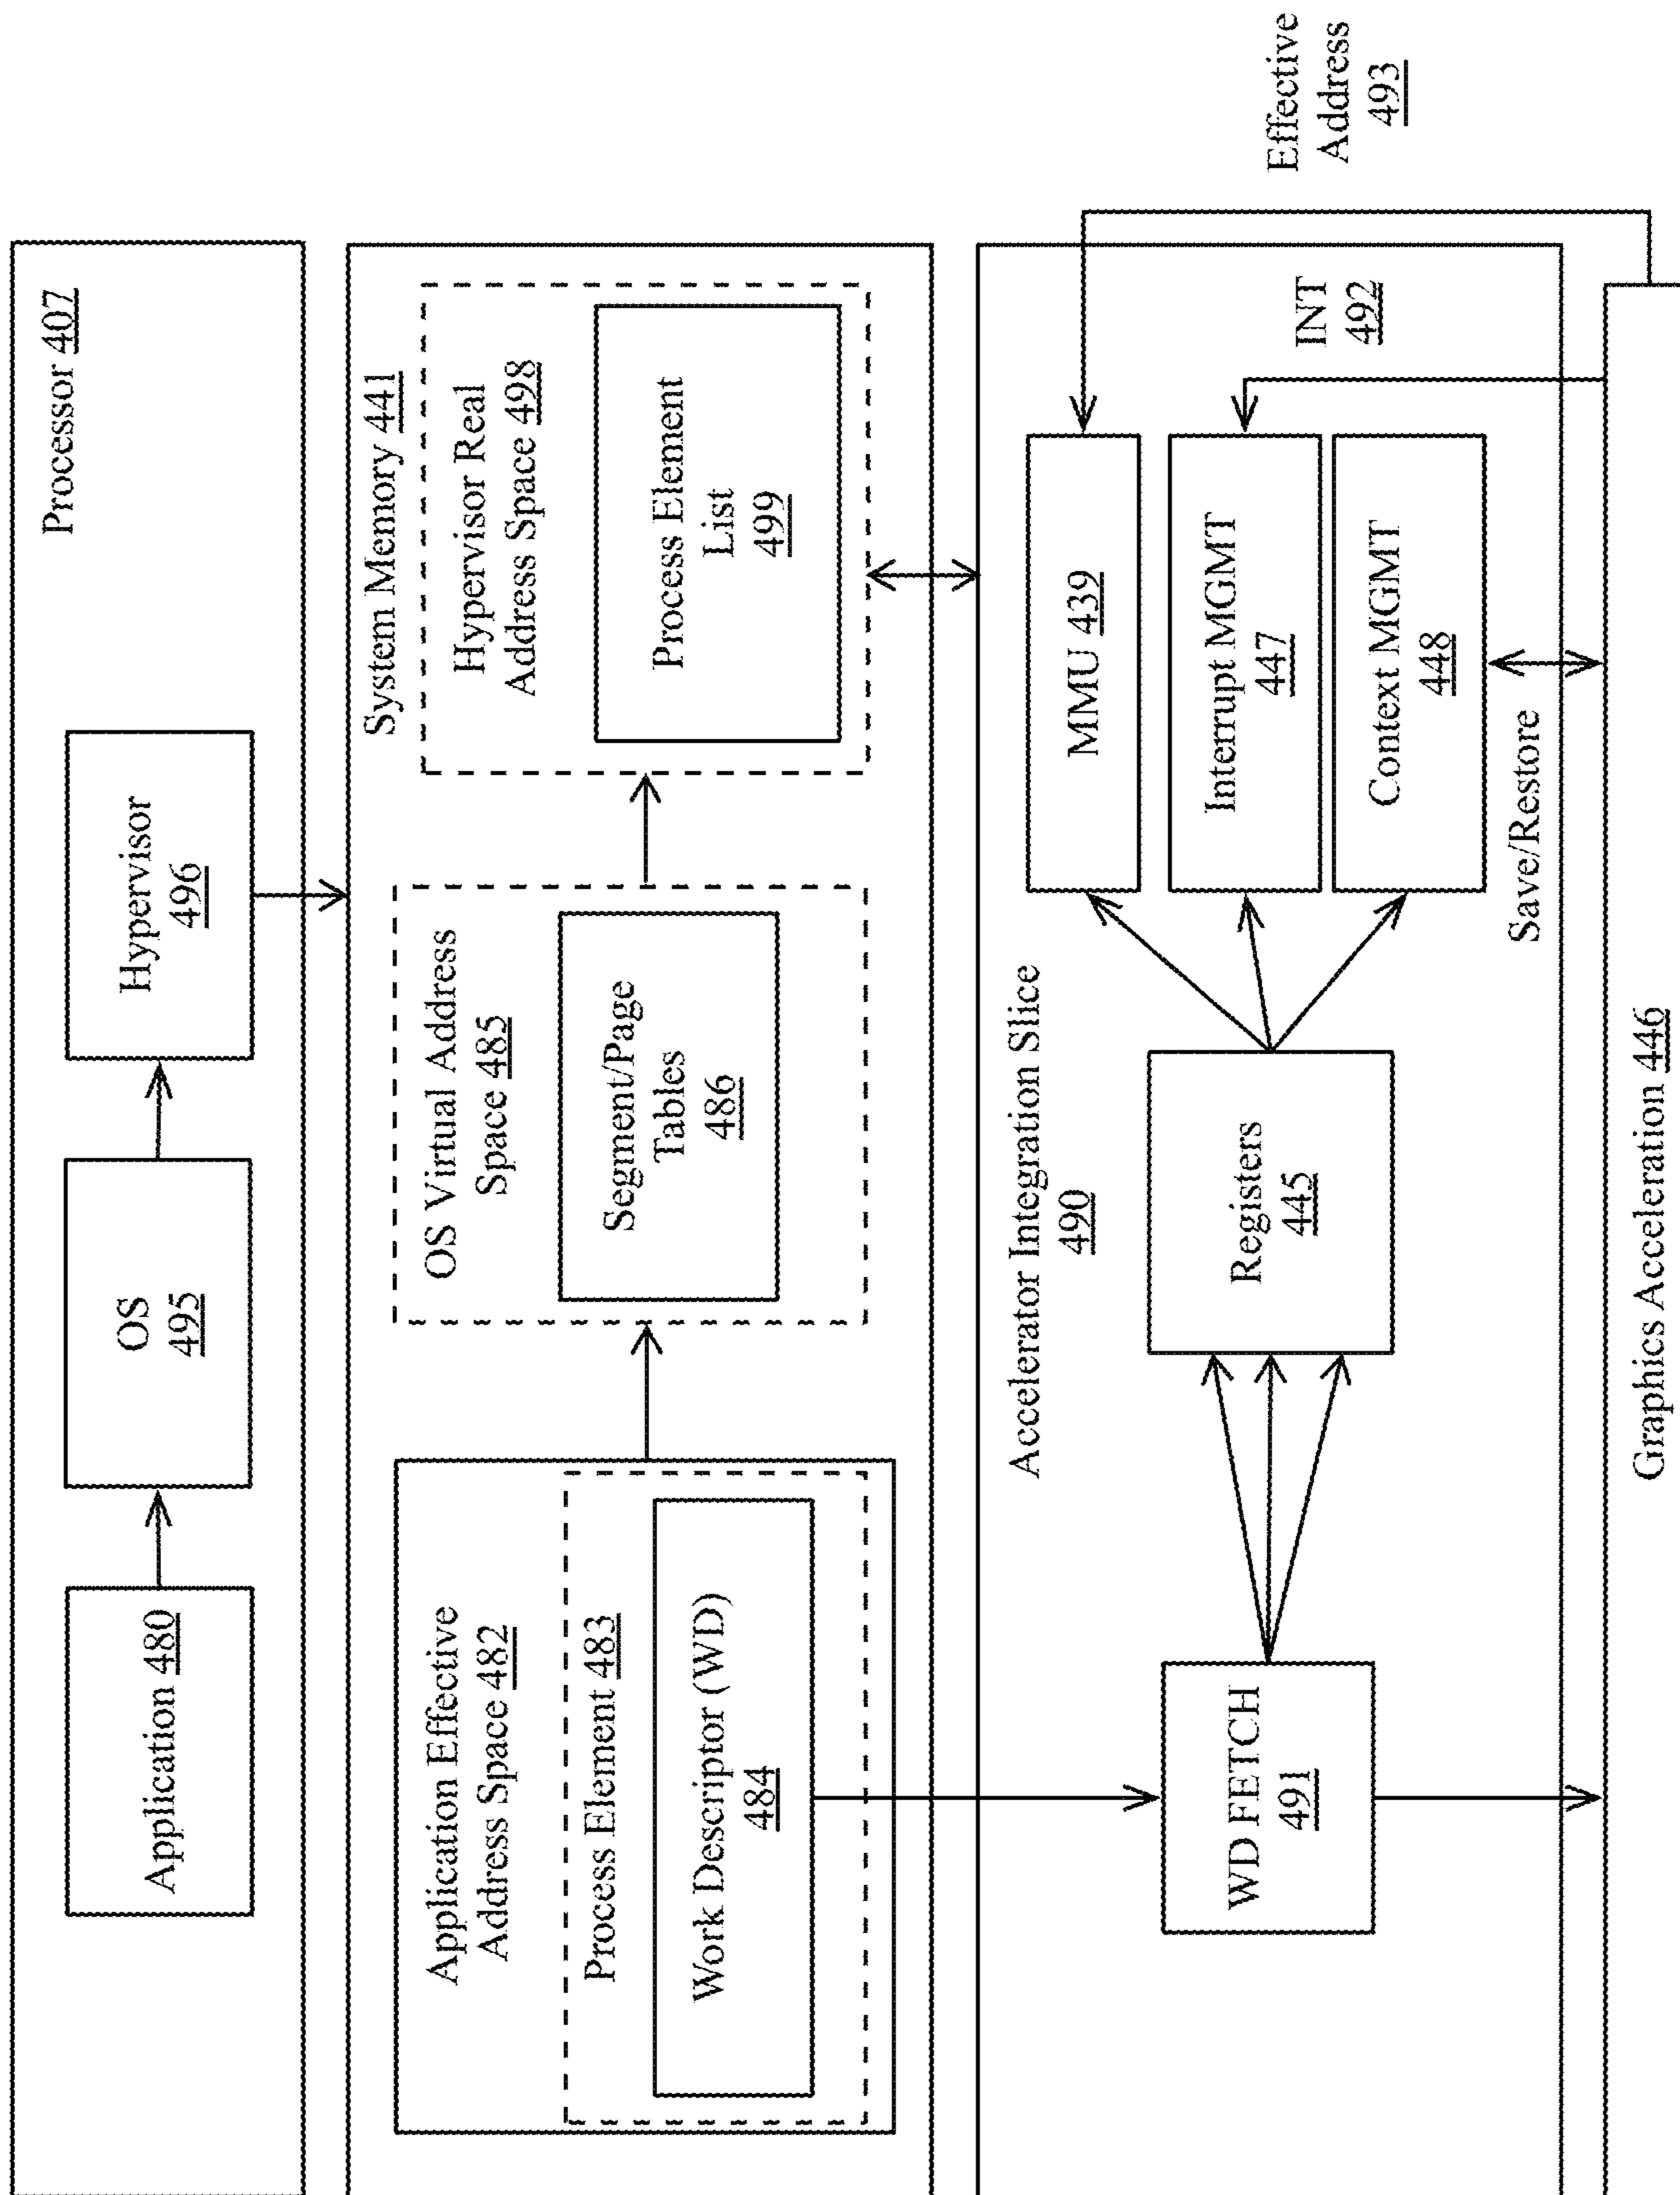 Processor 407
Application 480
OS
495
Hypervisor
496
System Memory 441
Application Effective
Address Space 482
Process Element 483
Work Descriptor (WD)
484
OS Virtual Address
Space 485
Segment/Page
Tables
486
Hypervisor Real
Address Space 498
Process Element
List
499
Accelerator Integration Slice
490
WD FETCH
491
Registers
445
MMU 439
Interrupt MGMT
447
Context MGMT
448
INT
492
Effective
Address
493
Save/Restore
Graphics Acceleration 446